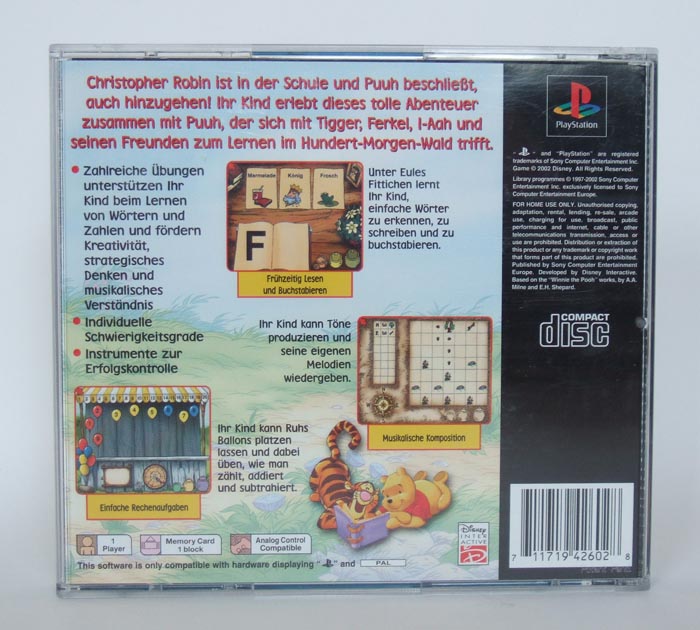 Christopher Robin ist in der Schule und Puuh beschließt,
auch hinzugehen! Ihr Kind erlebt dieses tolle Abenteuer
zusammen mit Puuh, der sich mit Tigger, Ferkel, I-Aah und
seinen Freunden zum Lernen im Hundert-Morgen-Wald trifft.
• Zahlreiche Übungen
unterstützen Ihr
Kind beim Lernen
von Wörtern und
Zahlen und fördern
Kreativität,
strategisches
Denken und
musikalisches
Verständnis
• Individuelle
Schwierigkeitsgrade
• Instrumente zur
Erfolgskontrolle
Marmelade König Frosch
F
Frühzeitig Lesen
und Buchstabieren
Unter Eules
Fittichen lernt
Ihr Kind,
einfache Wörter
zu erkennen, zu
schreiben und zu
buchstabieren.
Ihr Kind kann Töne
produzieren und
seine eigenen
Melodien
wiedergeben.
Musikalische Komposition
Einfache Rechenaufgaben
Ihr Kind kann Ruhs
Ballons platzen
lassen und dabei
üben, wie man
zählt, addiert
und subtrahiert.
Disney
INTER
ACTIVE
1
Player
Memory Card
1 block
Analog Control
Compatible
This software is only compatible with hardware displaying " " and PAL
PlayStation
" " and "PlayStation" are registered
trademarks of Sony Computer Entertainment Inc.
Game © 2002 Disney. All Rights Reserved.
Library programmes © 1997-2002 Sony Computer
Entertainment Inc. exclusively licensed to Sony
Computer Entertainment Europe.
FOR HOME USE ONLY. Unauthorised copying,
adaptation, rental, lending, re-sale, arcade
use, charging for use, broadcast, public
performance and internet, cable or other
telecommunications transmission, access or
use are prohibited. Distribution or extraction of
this product or any trademark or copyright work
that forms part of this product are prohibited.
Published by Sony Computer Entertainment
Europe. Developed by Disney Interactive.
Based on the "Winnie the Pooh" works, by A.A.
Milne and E.H. Shepard.
COMPACT
disc
7 11719 42602 8